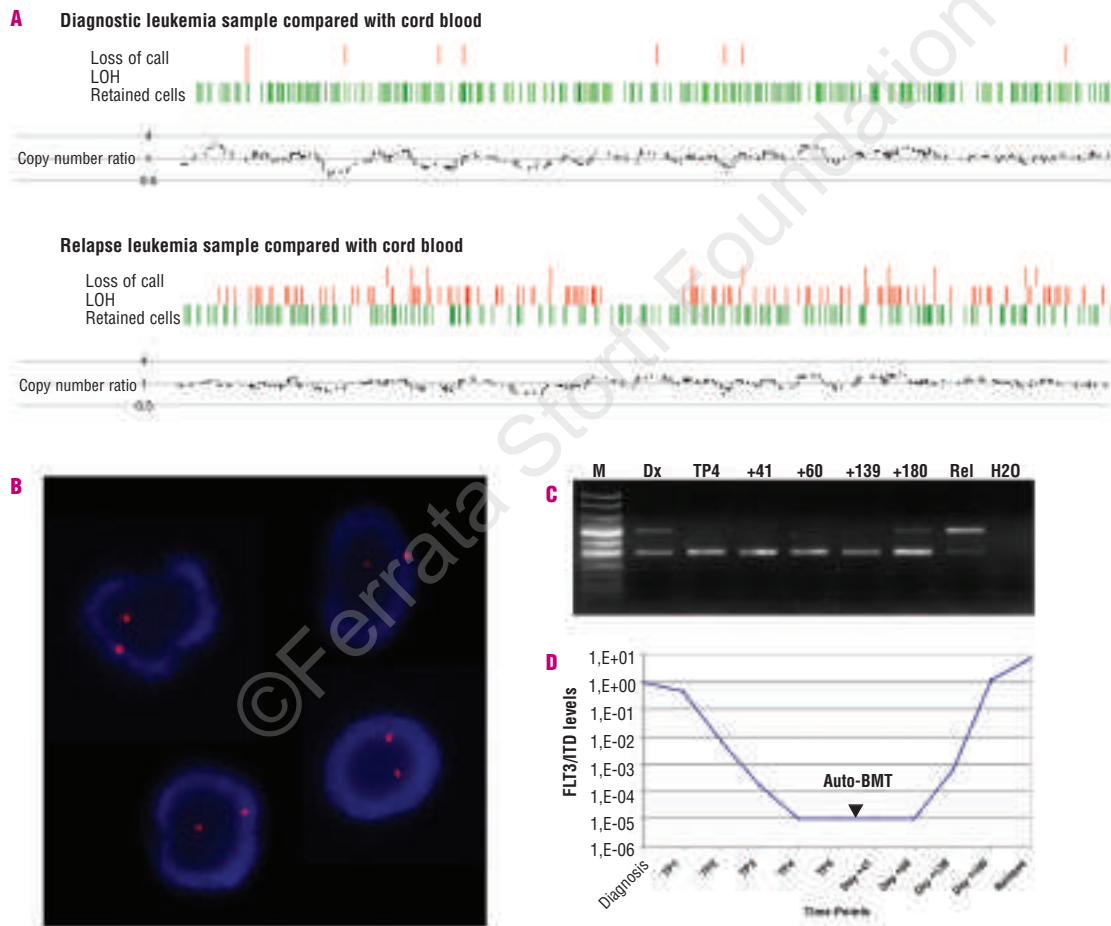 A Diagnostic leukemia sample compared with cord blood
Loss of call
LOH
Retained cells
Copy number ratio
Relapse leukemia sample compared with cord blood
Loss of call
LOH
Retained cells
Copy number ratio
1
©Ferrata Storti Foundation
B
C
M Dx TP4 +41 +60 +139 +180 Rel H2O
D
FLT3/ITD levels
1,E+01
1,E+00
1,E-01
1,E-02
1,E-03
1,E-04
1,E-05
1,E-06
Auto-BMT
Diagnosis
Time Points